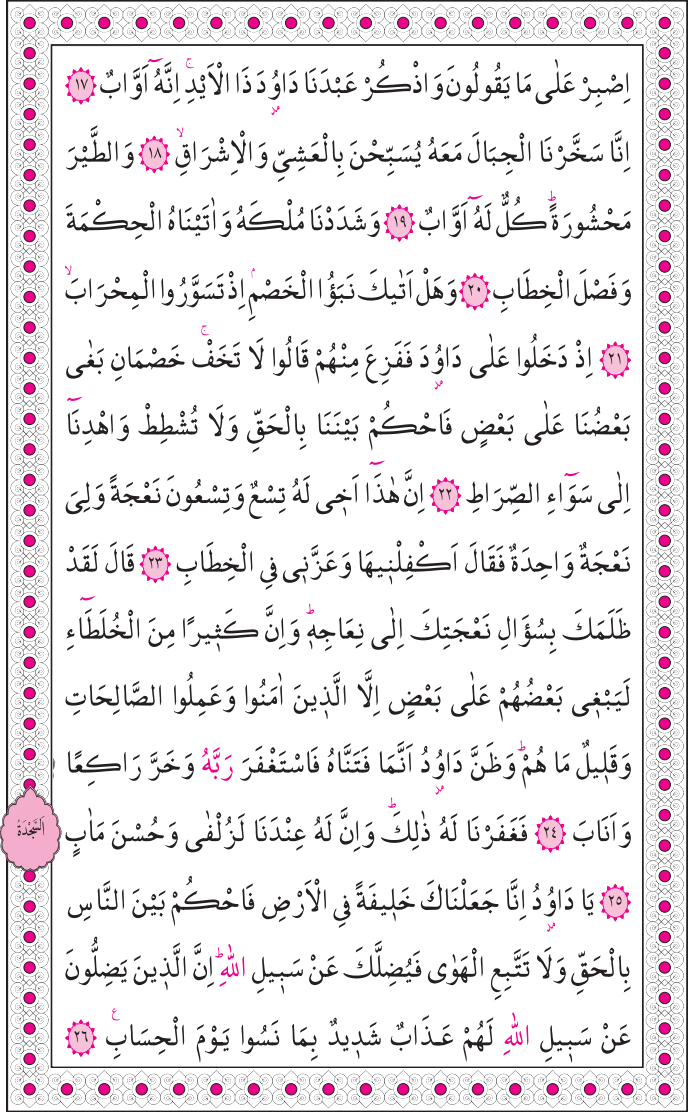 اِصْبِرْ عَلٰى مَا يَقُولُونَ وَاذْكُرْ عَبْدَنَا دَاوُدَ ذَا الْاَيْدِۚ اِنَّهُٓ اَوَّابٌ ﴿١٧﴾
اِنَّا سَخَّرْنَا الْجِبَالَ مَعَهُ يُسَبِّحْنَ بِالْعَشِيِّ وَالْاِشْرَاقِۙ ﴿١٨﴾ وَالطَّيْرَ
مَحْشُورَةًۜ كُلٌّ لَهُٓ اَوَّابٌ ﴿١٩﴾ وَشَدَدْنَا مُلْكَهُ وَاٰتَيْنَاهُ الْحِكْمَةَ
وَفَصْلَ الْخِطَابِ ﴿٢٠﴾ وَهَلْ اَتٰيكَ نَبَؤُا الْخَصْمِۢ اِذْ تَسَوَّرُوا الْمِحْرَابَۙ
﴿٢١﴾ اِذْ دَخَلُوا عَلٰى دَاوُدَ فَفَزِعَ مِنْهُمْ قَالُوا لَا تَخَفْۚ خَصْمَانِ بَغٰى
بَعْضُنَا عَلٰى بَعْضٍ فَاحْكُمْ بَيْنَنَا بِالْحَقِّ وَلَا تُشْطِطْ وَاهْدِنَٓا
اِلٰى سَوَٓاءِ الصِّرَاطِ ﴿٢٢﴾ اِنَّ هٰذَٓا اَخ۪ي لَهُ تِسْعٌ وَتِسْعُونَ نَعْجَةً وَلِيَ
نَعْجَةٌ وَاحِدَةٌ فَقَالَ اَكْفِلْن۪يهَا وَعَزَّن۪ي فِي الْخِطَابِ ﴿٢٣﴾ قَالَ لَقَدْ
ظَلَمَكَ بِسُؤَالِ نَعْجَتِكَ اِلٰى نِعَاجِه۪ۜ وَاِنَّ كَث۪يرًا مِنَ الْخُلَطَٓاءِ
لَيَبْغ۪ي بَعْضُهُمْ عَلٰى بَعْضٍ اِلَّا الَّذ۪ينَ اٰمَنُوا وَعَمِلُوا الصَّالِحَاتِ
وَقَل۪يلٌ مَا هُمْۜ وَظَنَّ دَاوُدُ اَنَّمَا فَتَنَّاهُ فَاسْتَغْفَرَ رَبَّهُ وَخَرَّ رَاكِعًا
اَلسَّجْدَةُ
وَاَنَابَ ﴿٢٤﴾ فَغَفَرْنَا لَهُ ذٰلِكَۜ وَاِنَّ لَهُ عِنْدَنَا لَزُلْفٰى وَحُسْنَ مَاٰبٍ
﴿٢٥﴾ يَا دَاوُدُ اِنَّا جَعَلْنَاكَ خَل۪يفَةً فِي الْاَرْضِ فَاحْكُمْ بَيْنَ النَّاسِ
بِالْحَقِّ وَلَا تَتَّبِعِ الْهَوٰى فَيُضِلَّكَ عَنْ سَب۪يلِ اللّٰهِۜ اِنَّ الَّذ۪ينَ يَضِلُّونَ
عَنْ سَب۪يلِ اللّٰهِ لَهُمْ عَذَابٌ شَد۪يدٌ بِمَا نَسُوا يَوْمَ الْحِسَابِ۟ ﴿٢٦﴾